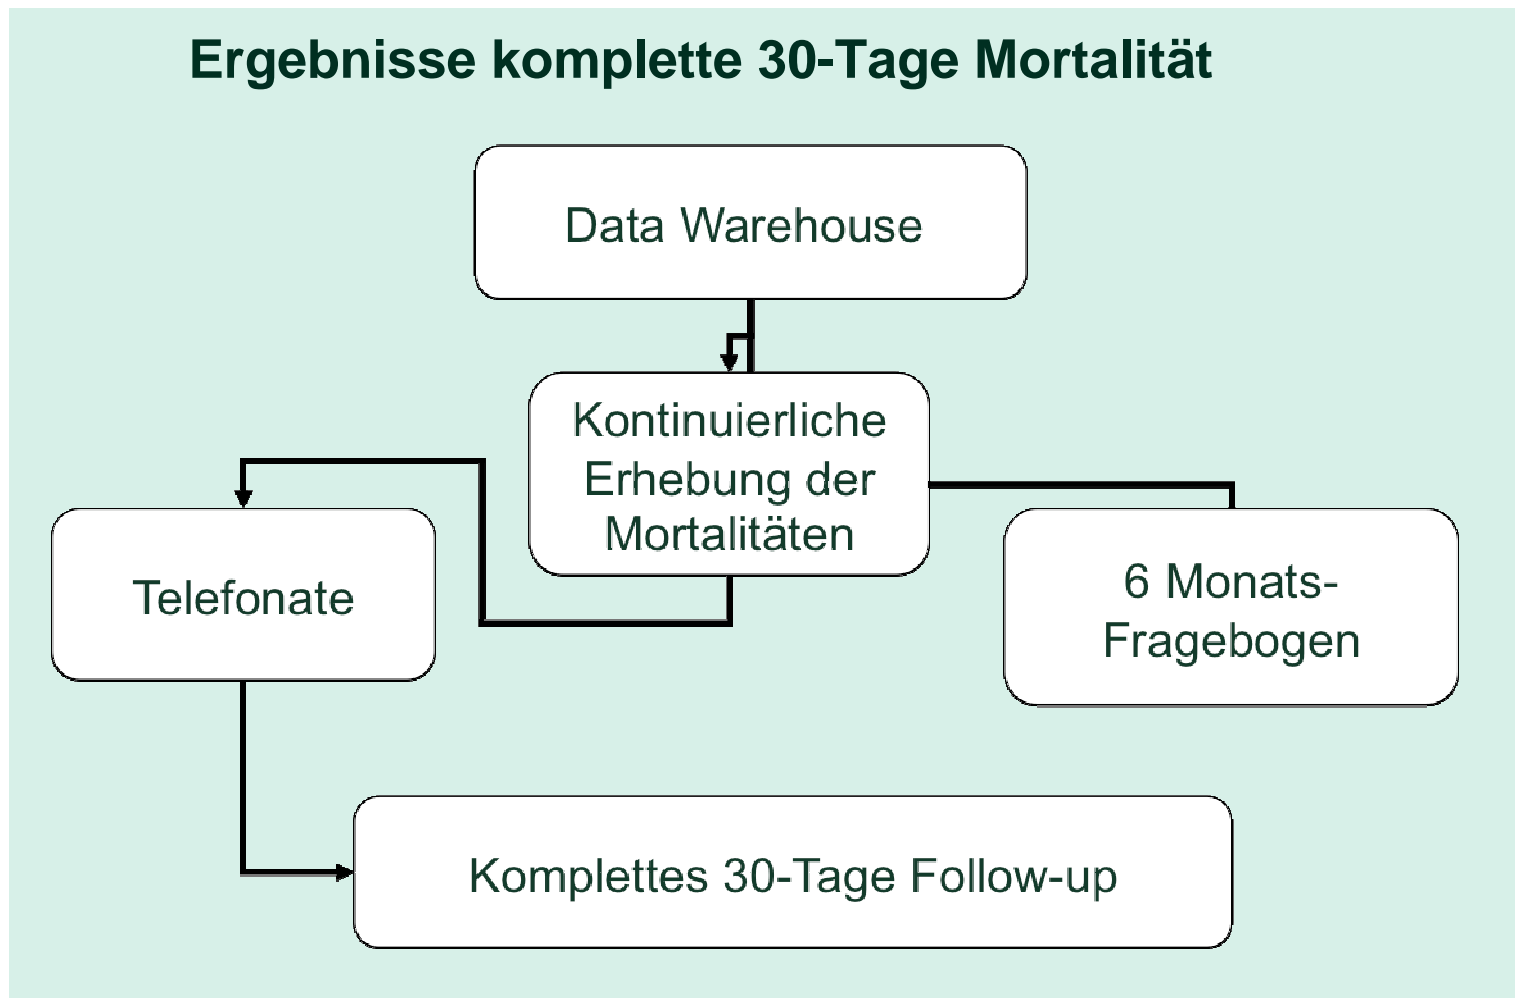 Ergebnisse komplette 30-Tage Mortalität
Data Warehouse
Kontinuierliche
Erhebung der
Mortalitäten
Telefonate
6 Monats-
Fragebogen
Komplettes 30-Tage Follow-up